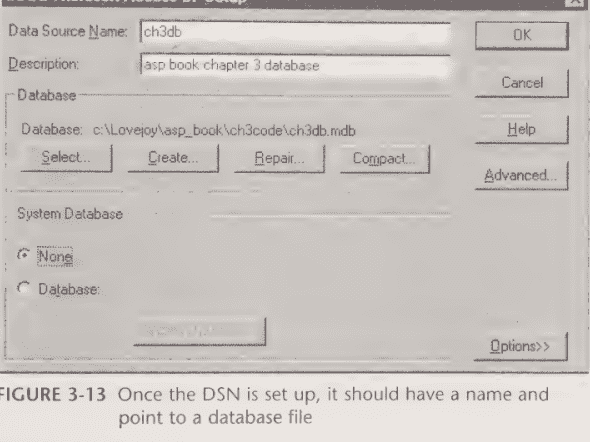 Data Source Name: ch3db
OK
Description: asp book chapter 3 database
Cancel
Database
Database: c:\Lovejoy\asp_book\ch3code\ch3db.mdb
Help
Select... Create... Repair... Compact...
Advanced...
System Database
None
Database:
Options>>
FIGURE 3-13 Once the DSN is set up, it should have a name and
point to a database file